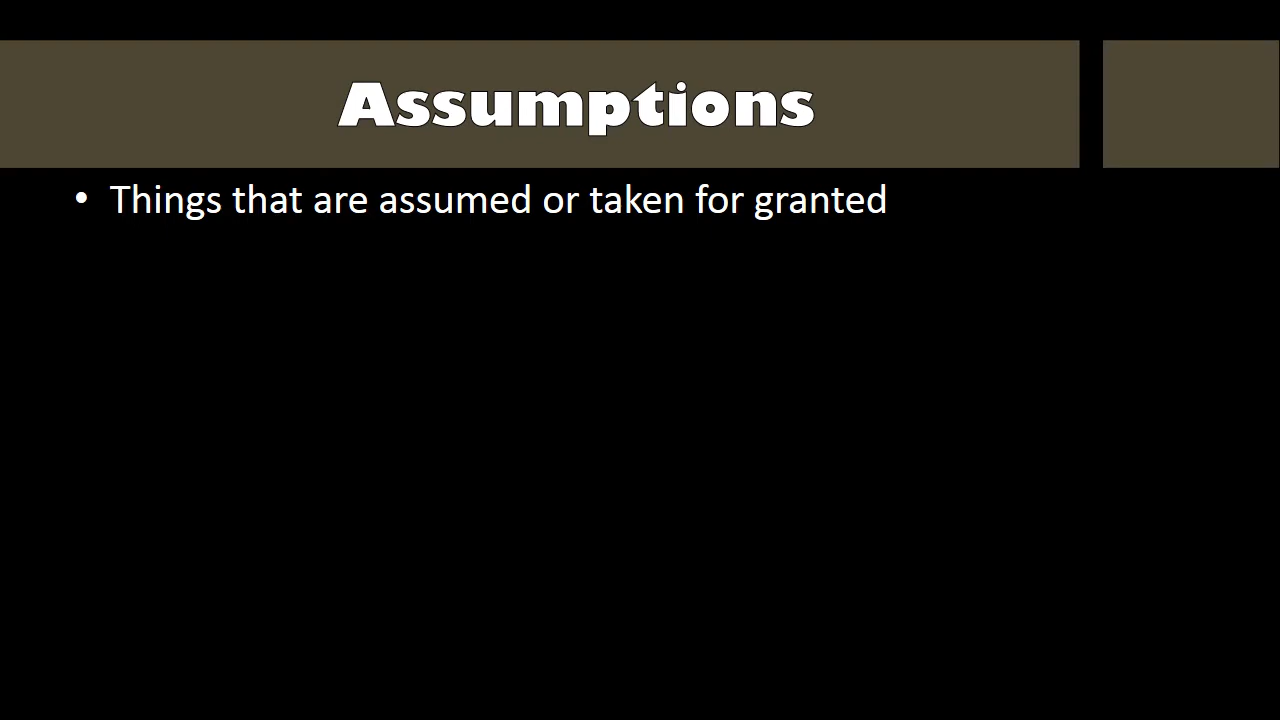 Assumptions
• Things that are assumed or taken for granted